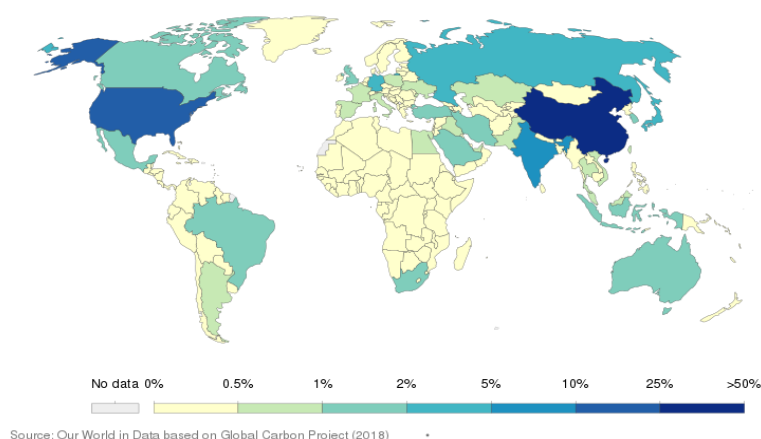 No data 0% 0.5% 1% 2% 5% 10% 25% >50%
Source: Our World in Data based on Global Carbon Project (2018)